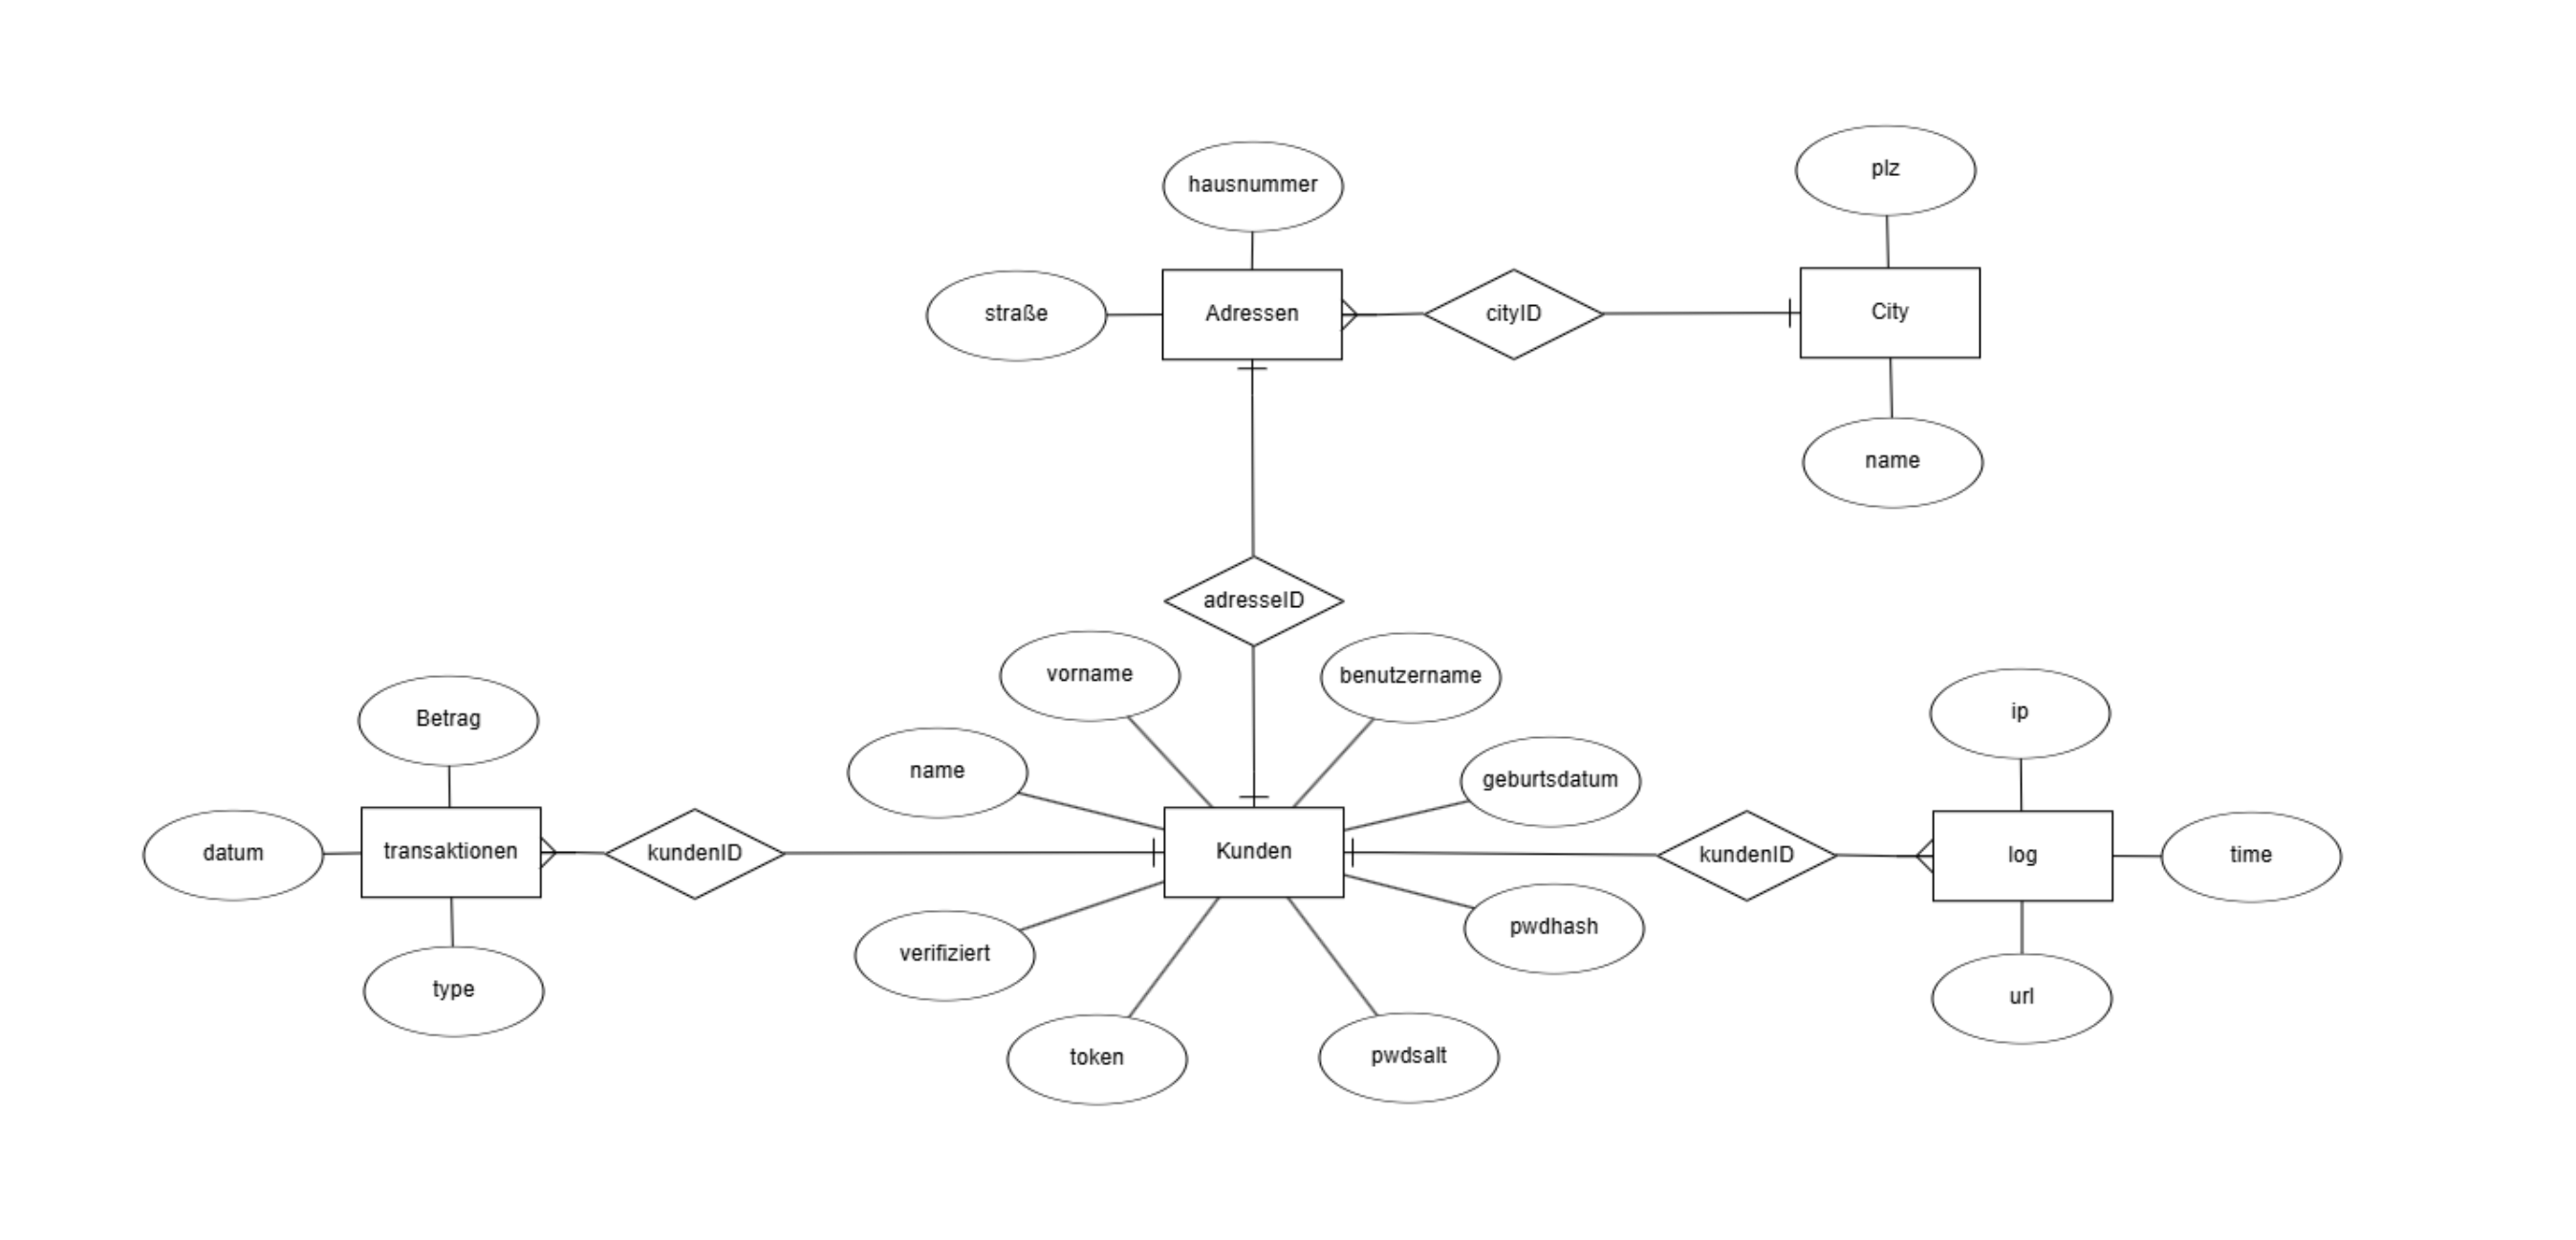 plz
hausnummer
straße
Adressen
cityID
City
name
adresseID
vorname
benutzername
ip
Betrag
name
geburtsdatum
datum
transaktionen
kundenID
Kunden
kundenID
log
time
verifiziert
pwdhash
type
url
token
pwdsalt